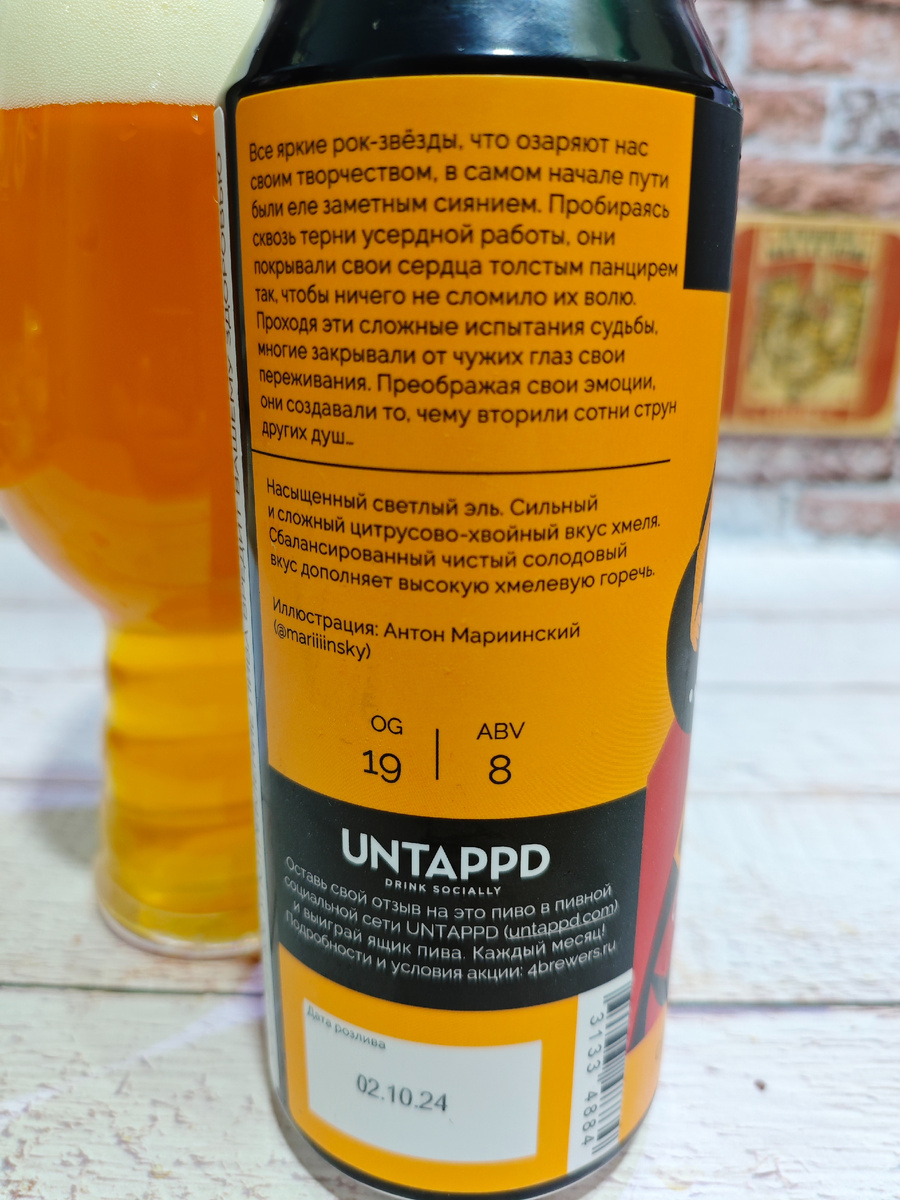 Все яркие рок-звёзды, что озаряют нас
своим творчеством, в самом начале пути
были еле заметным сиянием. Пробираясь
сквозь терни усердной работы, они
покрывали свои сердца толстым панцирем
так, чтобы ничего не сломило их волю.
Проходя эти сложные испытания судьбы,
многие закрывали от чужих глаз свои
переживания. Преображая свои эмоции,
они создавали то, чему вторили сотни струн
других душ...
Насыщенный светлый эль. Сильный
и сложный цитрусово-хвойный вкус хмеля.
Сбалансированный чистый солодовый
вкус дополняет высокую хмелевую горечь.
Иллюстрация: Антон Мариинский
(@mariiiinsky)
OG
19
ABV
8
UNTAPPD
DRINK SOCIALLY
Оставь свой отзыв на это пиво в пивной
социальной сети UNTAPPD (untappd.com)
и выиграй ящик пива. Каждый месяц!
Подробности и условия акции: 4brewers.ru
Дата розлива
02.10.24
3133 4884
ВАШЕМУ ЗДОРОВЬЮ